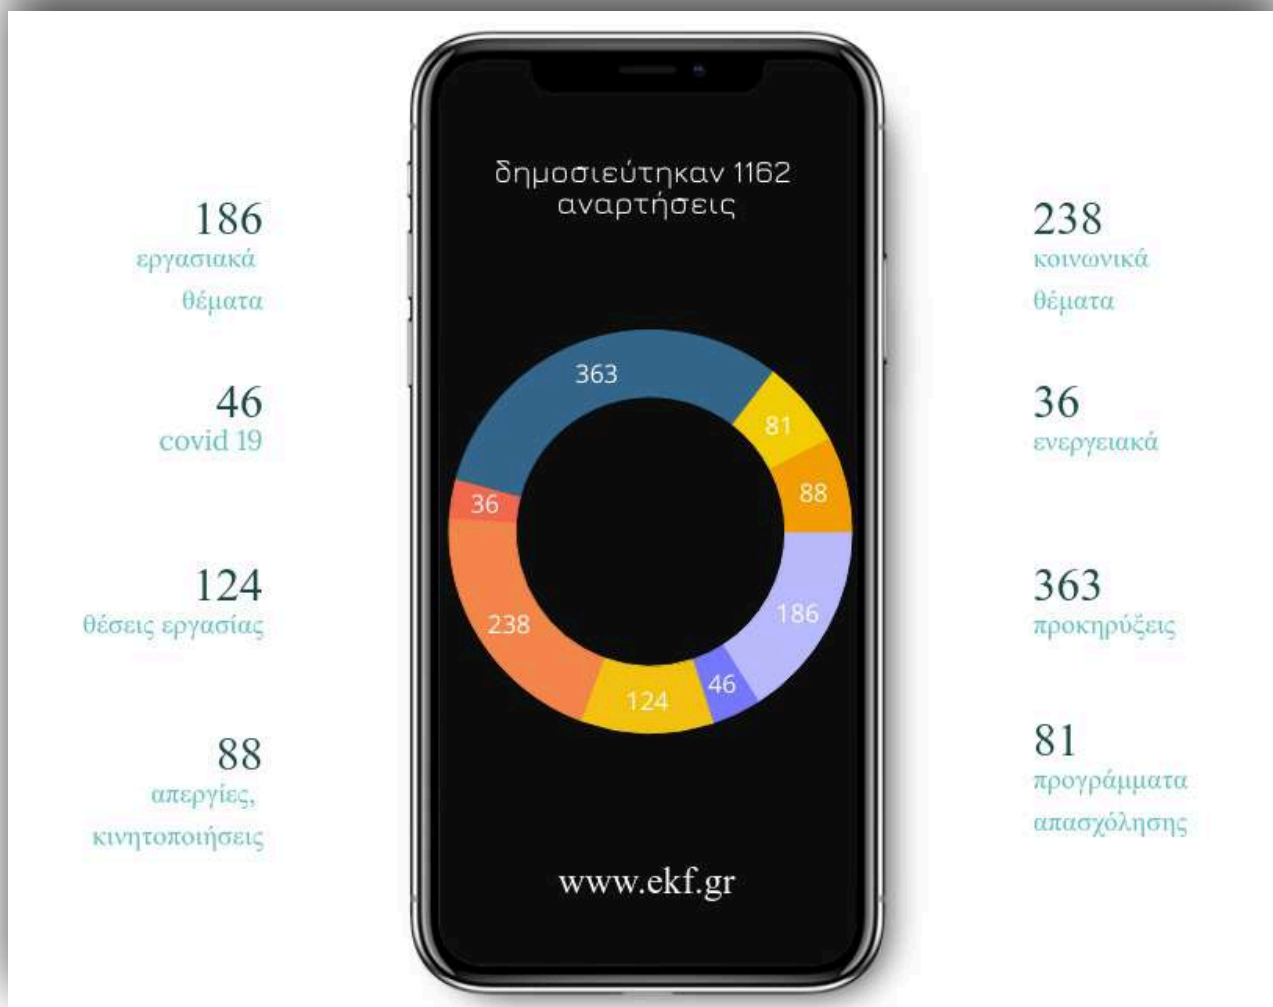 δημοσιεύτηκαν 1162
αναρτήσεις
186
εργασιακά
θέματα
46
covid 19
124
θέσεις εργασίας
88
απεργίες,
κινητοποιήσεις
363
81
88
36
186
238
46
124
www.ekf.gr
238
κοινωνικά
θέματα
36
ενεργειακά
363
προκηρύξεις
81
προγράμματα
απασχόλησης